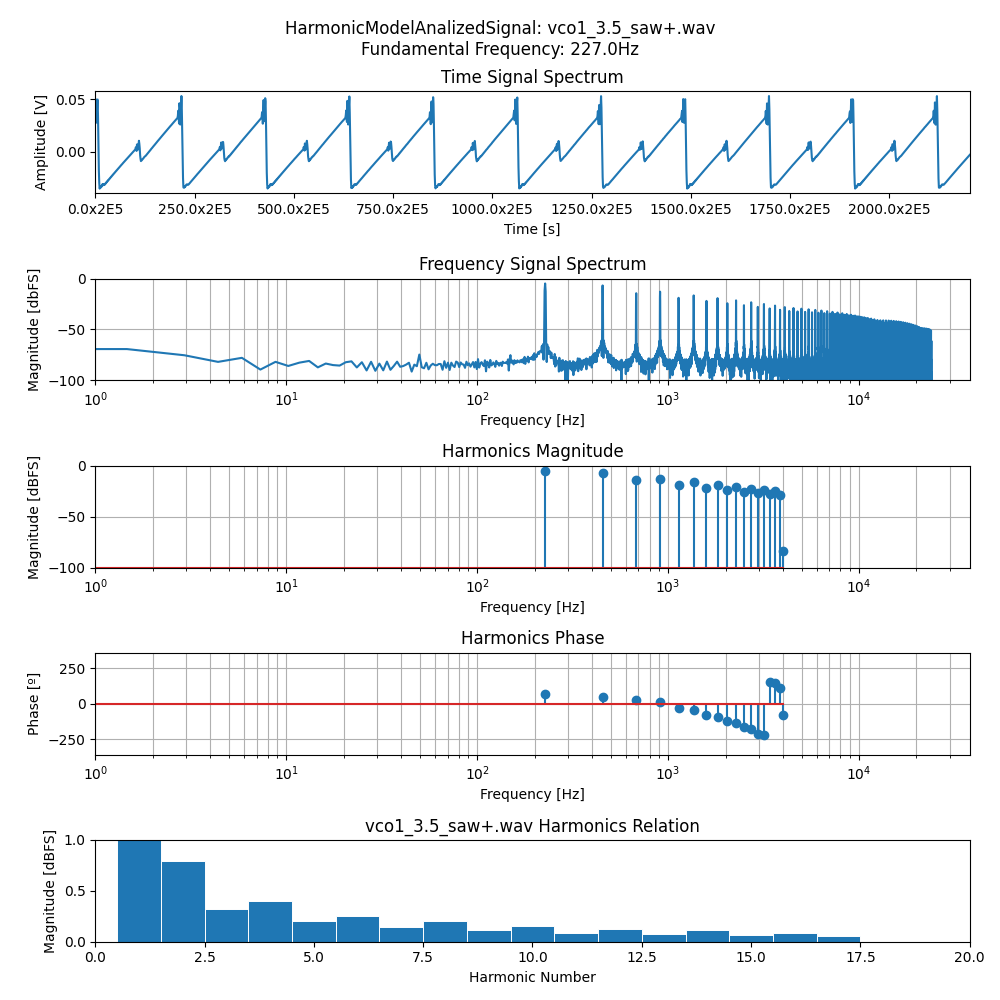 HarmonicModelAnalizedSignal: vco1_3.5_saw+.wav
Fundamental Frequency: 227.0Hz
Time Signal Spectrum
Amplitude [V]
0.05
0.00
0.0x2E5 250.0x2E5 500.0x2E5 750.0x2E5 1000.0x2E5 1250.0x2E5 1500.0x2E5 1750.0x2E5 2000.0x2E5
Time [s]
Frequency Signal Spectrum
Magnitude [dbFS]
0
−50
−100
10⁰ 10¹ 10² 10³ 10⁴
Frequency [Hz]
Harmonics Magnitude
Magnitude [dBFS]
0
−50
−100
10⁰ 10¹ 10² 10³ 10⁴
Frequency [Hz]
Harmonics Phase
Phase [º]
250
0
−250
10⁰ 10¹ 10² 10³ 10⁴
Frequency [Hz]
vco1_3.5_saw+.wav Harmonics Relation
Magnitude [dBFS]
1.0
0.5
0.0
0.0 2.5 5.0 7.5 10.0 12.5 15.0 17.5 20.0
Harmonic Number